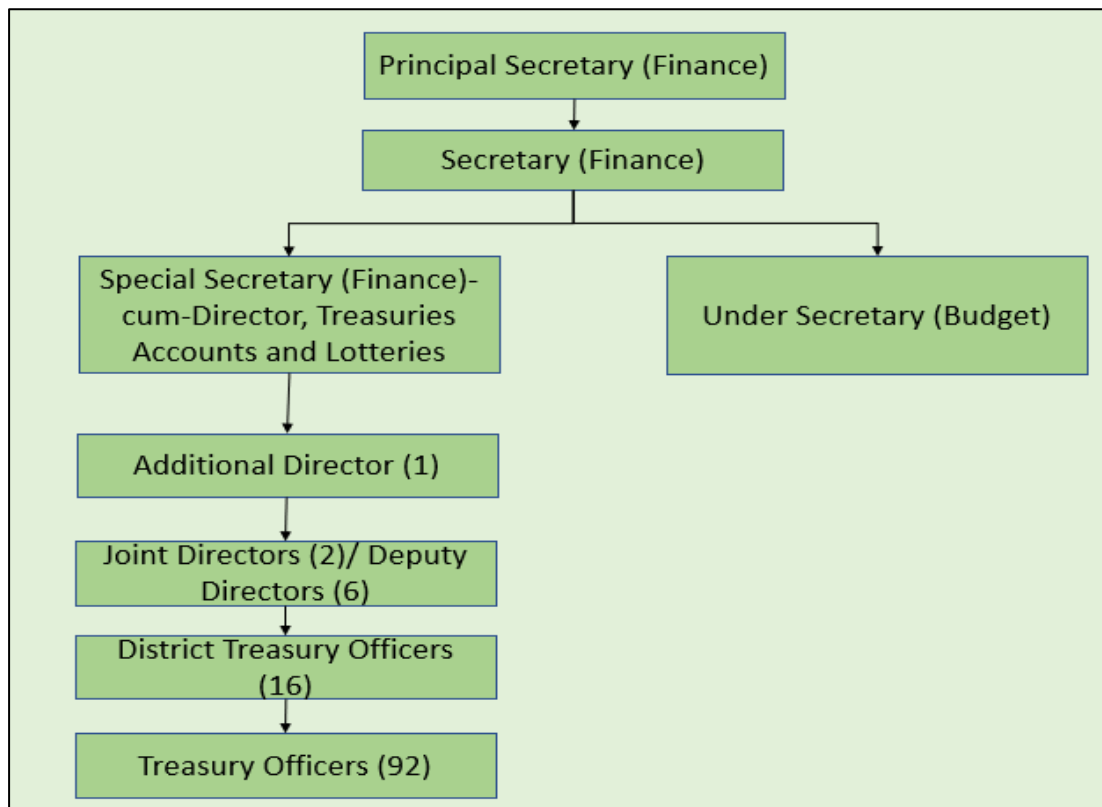 Principal Secretary (Finance)
Secretary (Finance)
Special Secretary (Finance)-
cum-Director, Treasuries
Accounts and Lotteries
Under Secretary (Budget)
Additional Director (1)
Joint Directors (2)/ Deputy
Directors (6)
District Treasury Officers
(16)
Treasury Officers (92)